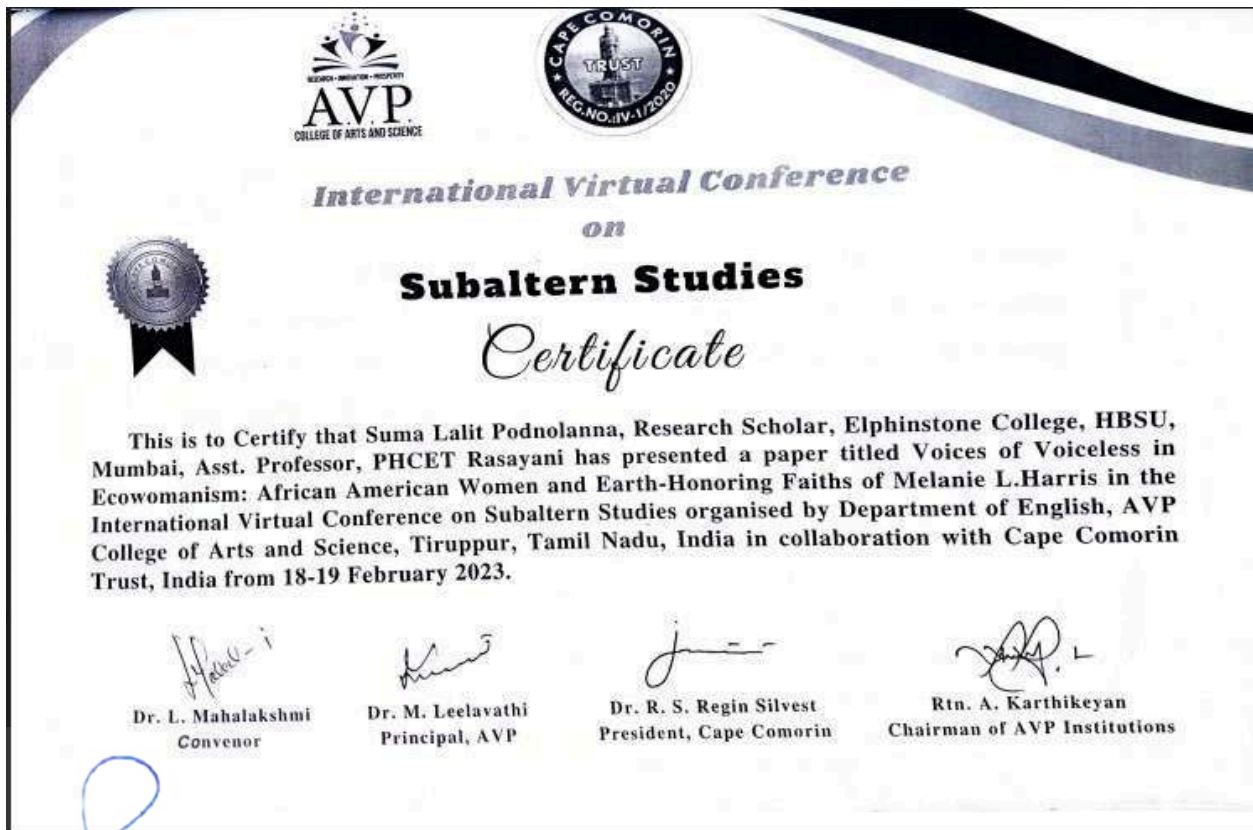 RESEARCH • INNOVATION • PROSPERITY
A.V.P.
COLLEGE OF ARTS AND SCIENCE
CAPE COMORIN
TRUST
REG.NO.:IV-1/2020
International Virtual Conference
on
Subaltern Studies
Certificate
This is to Certify that Suma Lalit Podnolanna, Research Scholar, Elphinstone College, HBSU,
Mumbai, Asst. Professor, PHCET Rasayani has presented a paper titled Voices of Voiceless in
Ecowomanism: African American Women and Earth-Honoring Faiths of Melanie L.Harris in the
International Virtual Conference on Subaltern Studies organised by Department of English, AVP
College of Arts and Science, Tiruppur, Tamil Nadu, India in collaboration with Cape Comorin
Trust, India from 18-19 February 2023.
Dr. L. Mahalakshmi
Convenor
Dr. M. Leelavathi
Principal, AVP
Dr. R. S. Regin Silvest
President, Cape Comorin
Rtn. A. Karthikeyan
Chairman of AVP Institutions